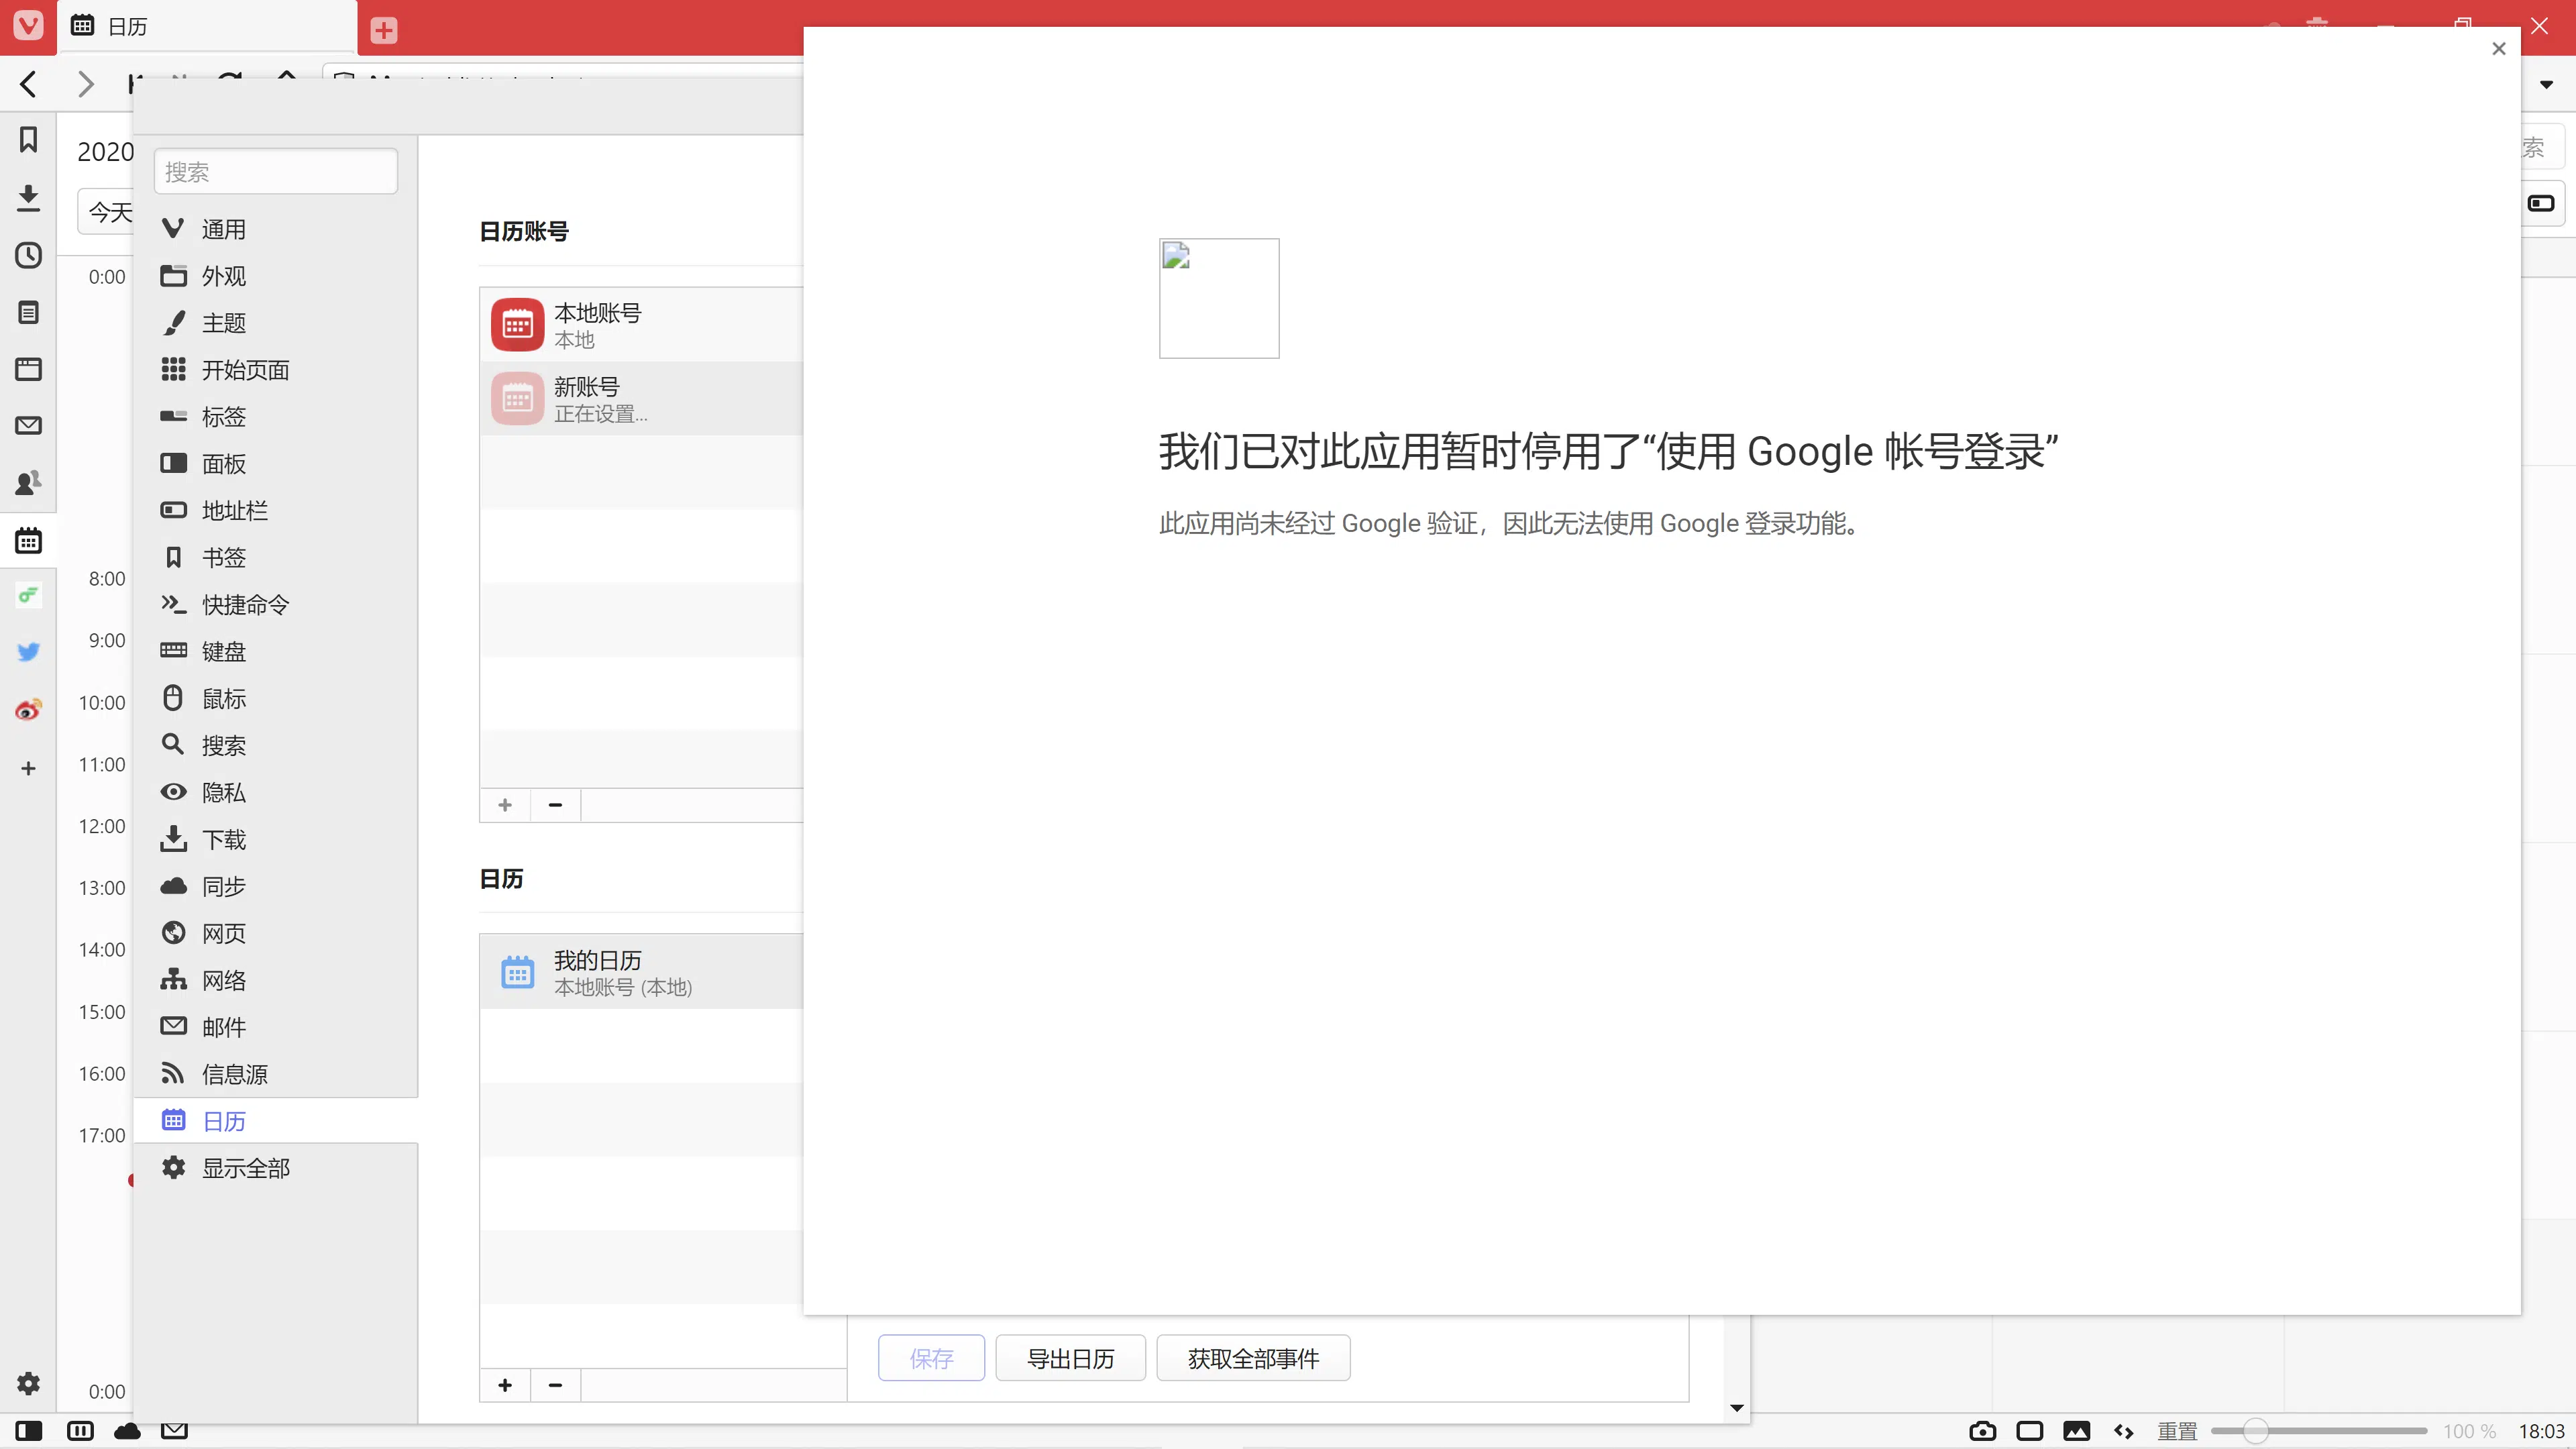 日历
2020
今天
索
0:00
8:00
9:00
10:00
11:00
12:00
13:00
14:00
15:00
16:00
17:00
0:00
搜索
通用
外观
主题
开始页面
标签
面板
地址栏
书签
快捷命令
键盘
鼠标
搜索
隐私
下载
同步
网页
网络
邮件
信息源
日历
显示全部
日历账号
本地账号
本地
新账号
正在设置...
日历
我的日历
本地账号 (本地)
我们已对此应用暂时停用了“使用 Google 帐号登录”
此应用尚未经过 Google 验证，因此无法使用 Google 登录功能。
保存
导出日历
获取全部事件
重置
100 %
18:03